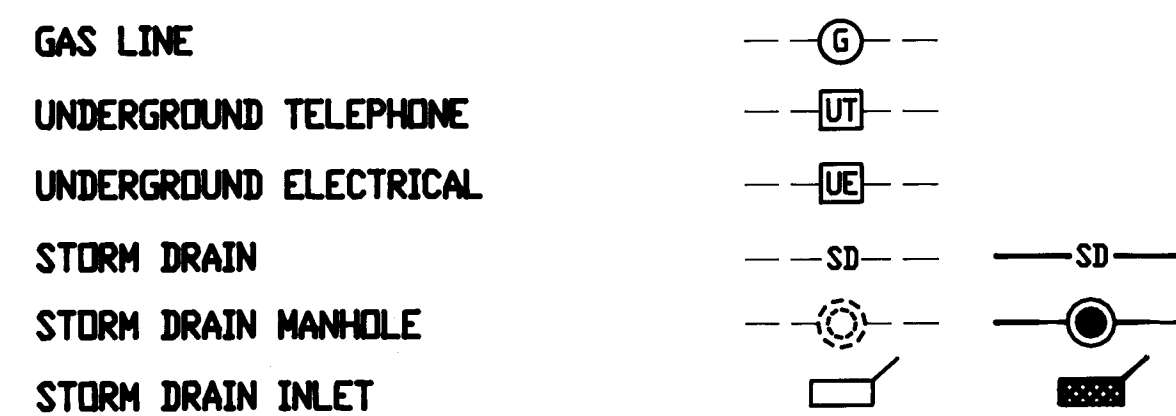 GAS LINE G
UNDERGROUND TELEPHONE UT
UNDERGROUND ELECTRICAL UE
STORM DRAIN SD SD
STORM DRAIN MANHOLE
STORM DRAIN INLET